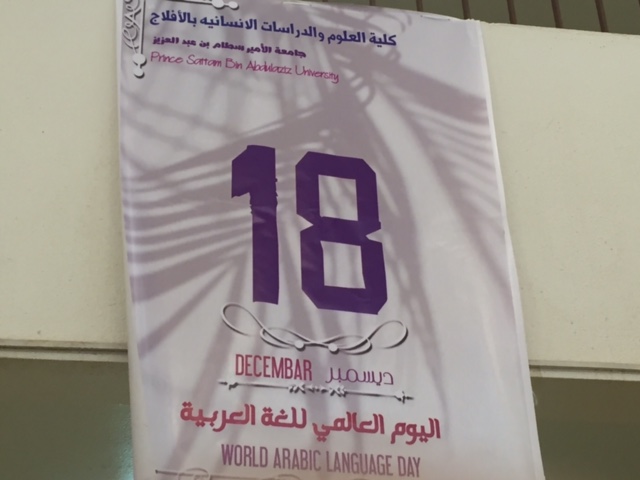 كلية العلوم والدراسات الانسانيه بالأفلاج
جامعة الأمير سطام بن عبد العزيز
Prince Sattam Bin Abdulaziz University
18
DECEMBAR ديسمبر
اليوم العالمي للغة العربية
WORLD ARABIC LANGUAGE DAY